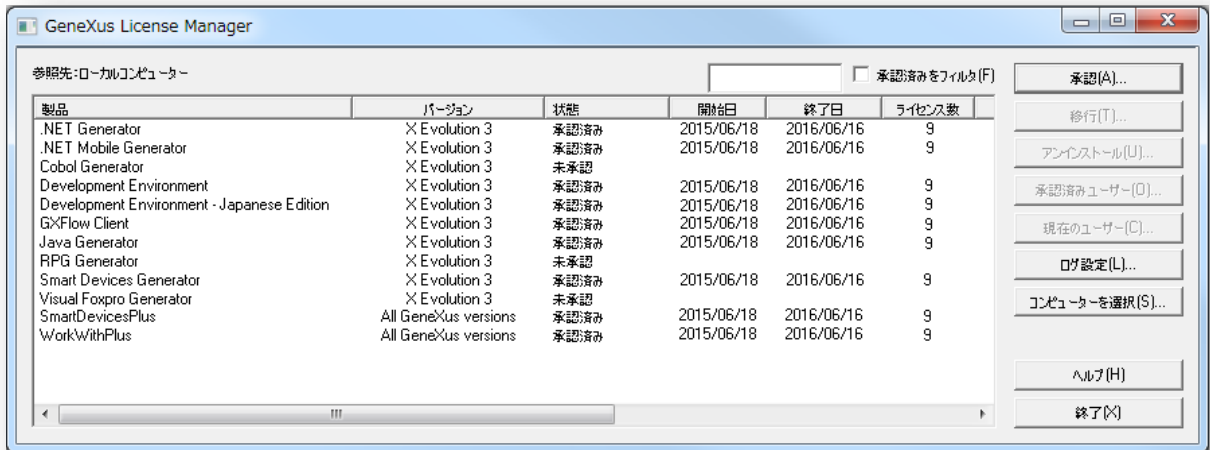 GeneXus License Manager
参照先:ローカルコンピューター
承認済みをフィルタ(F)
承認(A)...
製品 バージョン 状態 開始日 終了日 ライセンス数
.NET Generator X Evolution 3 承認済み 2015/06/18 2016/06/16 9
移行(T)...
.NET Mobile Generator X Evolution 3 承認済み 2015/06/18 2016/06/16 9
Cobol Generator X Evolution 3 未承認
アンインストール(U)...
Development Environment X Evolution 3 承認済み 2015/06/18 2016/06/16 9
承認済みユーザー(O)...
Development Environment - Japanese Edition X Evolution 3 承認済み 2015/06/18 2016/06/16 9
GXFlow Client X Evolution 3 承認済み 2015/06/18 2016/06/16 9
現在のユーザー(C)...
Java Generator X Evolution 3 承認済み 2015/06/18 2016/06/16 9
RPG Generator X Evolution 3 未承認
ログ設定(L)...
Smart Devices Generator X Evolution 3 承認済み 2015/06/18 2016/06/16 9
Visual Foxpro Generator X Evolution 3 未承認
コンピューターを選択(S)...
SmartDevicesPlus All GeneXus versions 承認済み 2015/06/18 2016/06/16 9
WorkWithPlus All GeneXus versions 承認済み 2015/06/18 2016/06/16 9
ヘルプ(H)
終了(X)